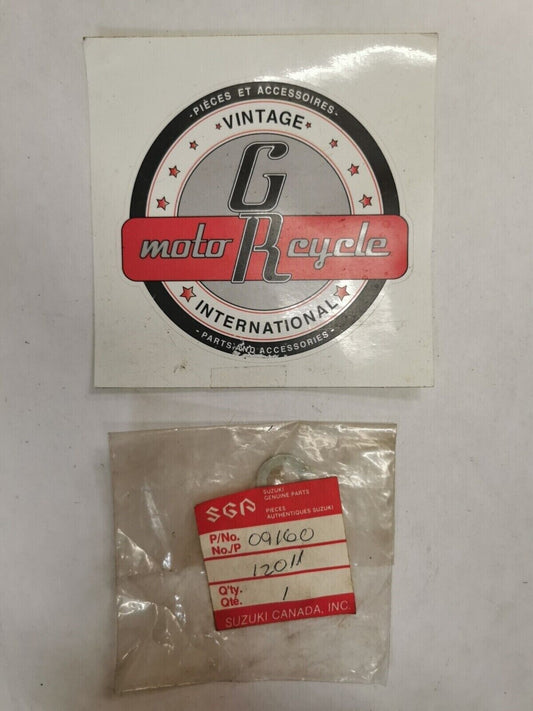 -PIÈCES ET ACCESSOIRES-
VINTAGE
GR
moto cycle
INTERNATIONAL
-PARTS AND ACCESSORIES-
SGP
SUZUKI
GENUINE PARTS
PIECES
AUTHENTIQUES SUZUKI
P/No.
No./P
09160
12011
Q'ty.
Qté.
1
SUZUKI CANADA, INC.